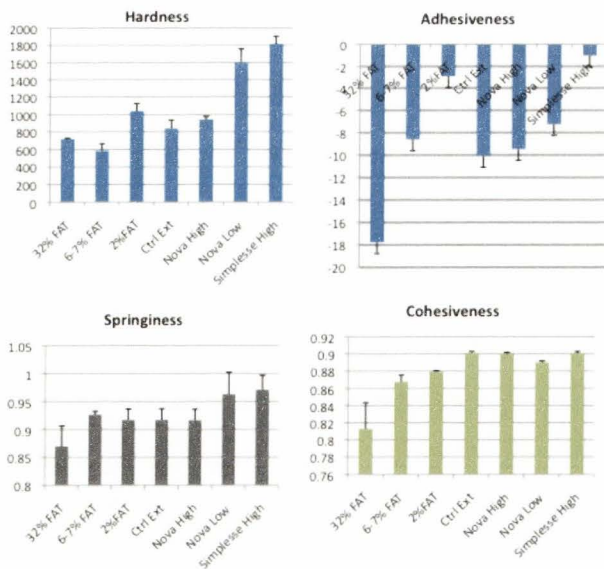 Hardness
2000
1800
1600
1400
1200
1000
800
600
400
200
0
32% FAT
6-7% FAT
2%FAT
Ctrl Ext
Nova High
Nova Low
Simplesse High
Adhesiveness
0
-2
-4
-6
-8
-10
-12
-14
-16
-18
-20
32% FAT
6-7% FAT
2%FAT
Ctrl Ext
Nova High
Nova Low
Simplesse High
Springiness
1.05
1
0.95
0.9
0.85
0.8
32% FAT
6-7% FAT
2%FAT
Ctrl Ext
Nova High
Nova Low
Simplesse High
Cohesiveness
0.92
0.9
0.88
0.86
0.84
0.82
0.8
0.78
0.76
32% FAT
6-7% FAT
2%FAT
Ctrl Ext
Nova High
Nova Low
Simplesse High